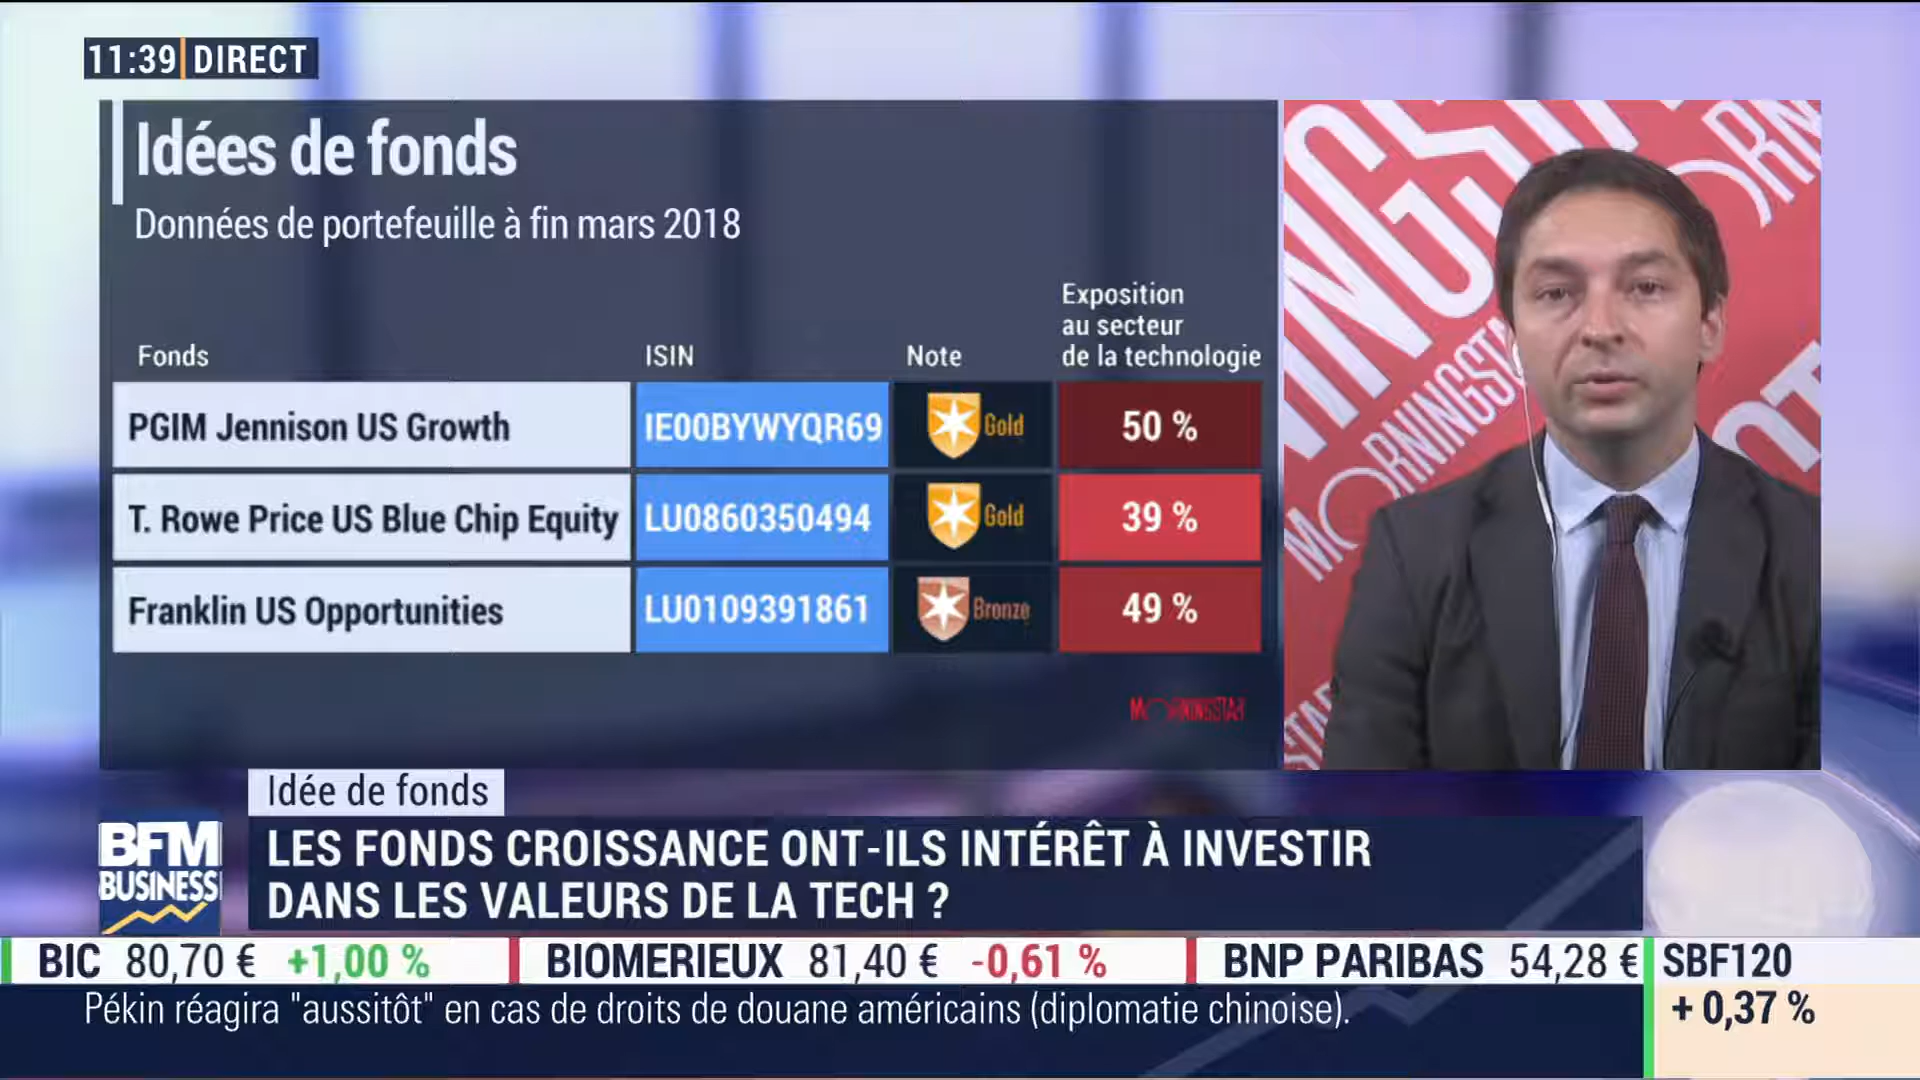 11:39 DIRECT
Idées de fonds
Données de portefeuille à fin mars 2018
Fonds ISIN Note Exposition au secteur de la technologie
PGIM Jennison US Growth IE00BYWYQR69 Gold 50 %
T. Rowe Price US Blue Chip Equity LU0860350494 Gold 39 %
Franklin US Opportunities LU0109391861 Bronze 49 %
MORNINGSTAR
MORNINGSTA
Idée de fonds
BFM
BUSINESS
LES FONDS CROISSANCE ONT-ILS INTÉRÊT À INVESTIR
DANS LES VALEURS DE LA TECH ?
BIC 80,70 € +1,00 % BIOMERIEUX 81,40 € -0,61 % BNP PARIBAS 54,28 €
SBF120
+ 0,37 %
Pékin réagira "aussitôt" en cas de droits de douane américains (diplomatie chinoise).